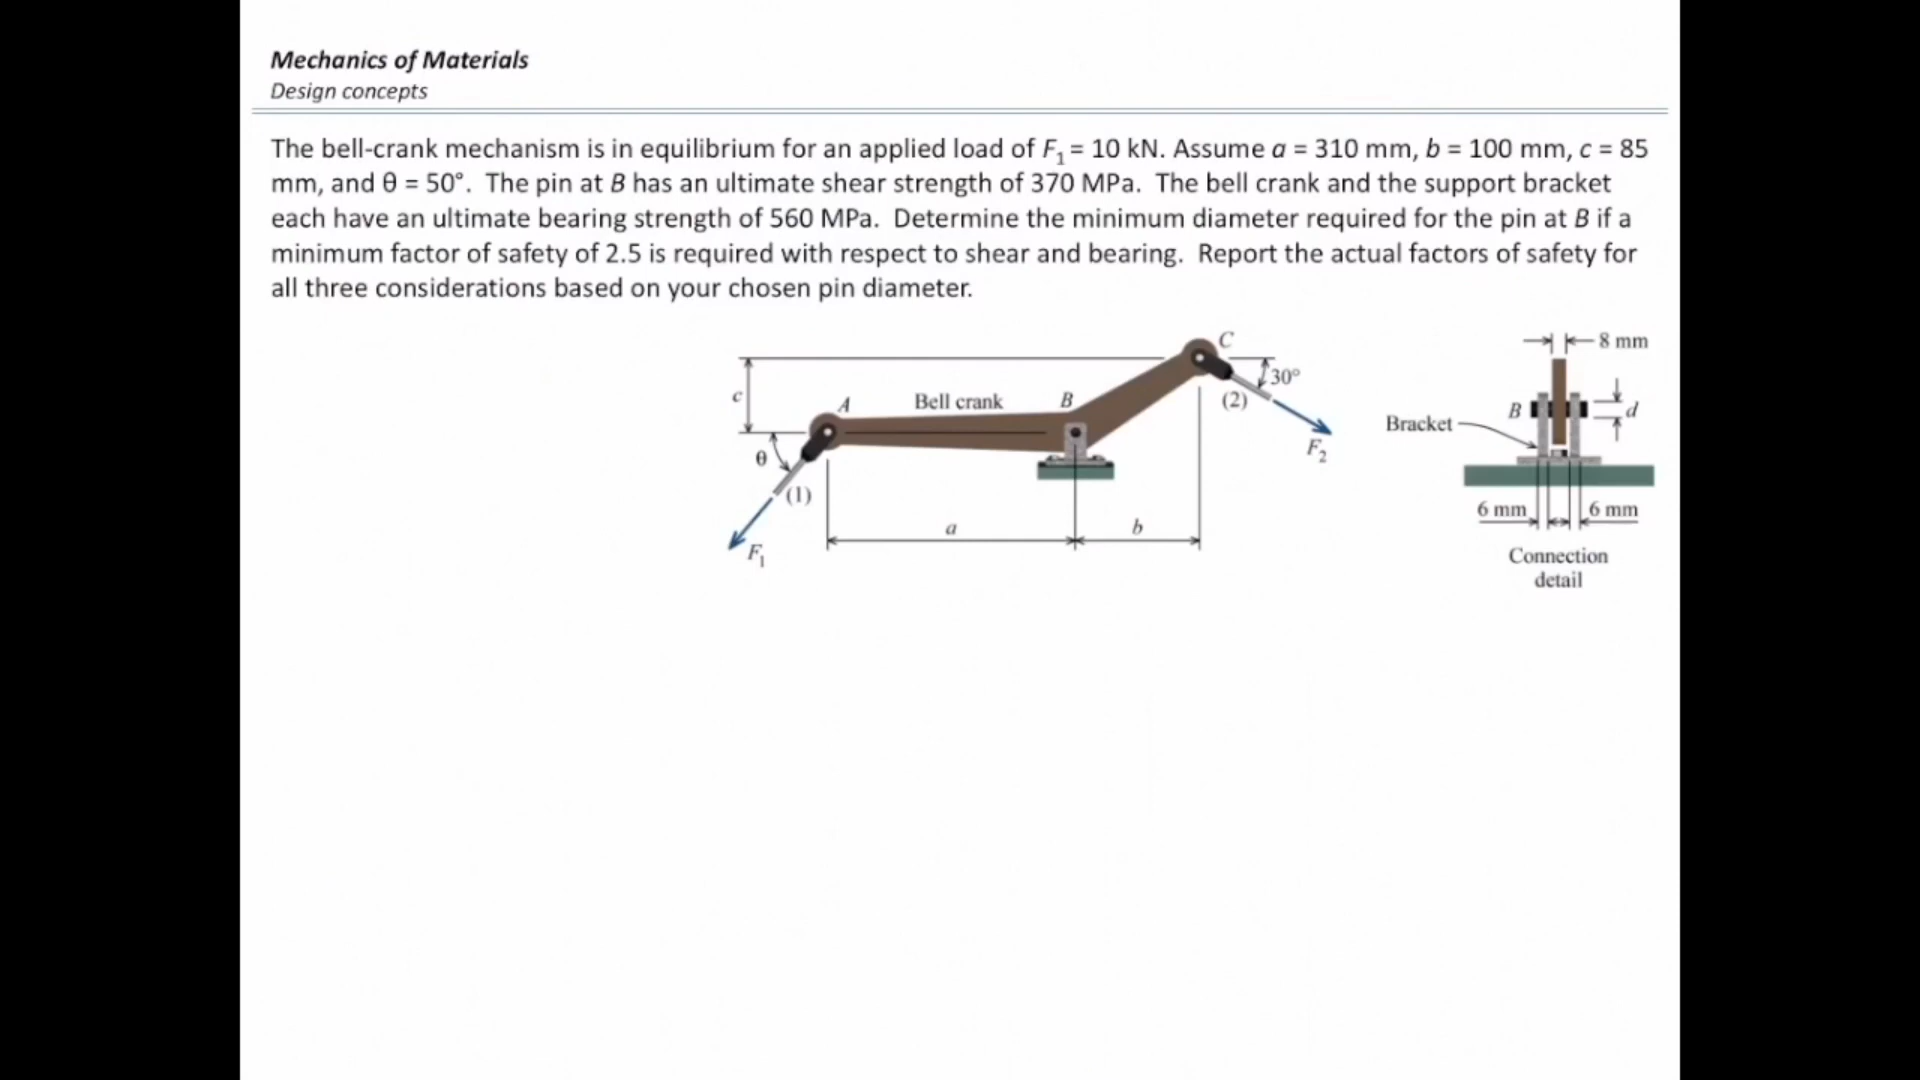 Mechanics of Materials
Design concepts
The bell-crank mechanism is in equilibrium for an applied load of F₁ = 10 kN. Assume a = 310 mm, b = 100 mm, c = 85
mm, and θ = 50°. The pin at B has an ultimate shear strength of 370 MPa. The bell crank and the support bracket
each have an ultimate bearing strength of 560 MPa. Determine the minimum diameter required for the pin at B if a
minimum factor of safety of 2.5 is required with respect to shear and bearing. Report the actual factors of safety for
all three considerations based on your chosen pin diameter.
C
8 mm
30°
c
A
Bell crank
B
(2)
B
d
Bracket
θ
F₂
(1)
6 mm
6 mm
a
b
F₁
Connection
detail